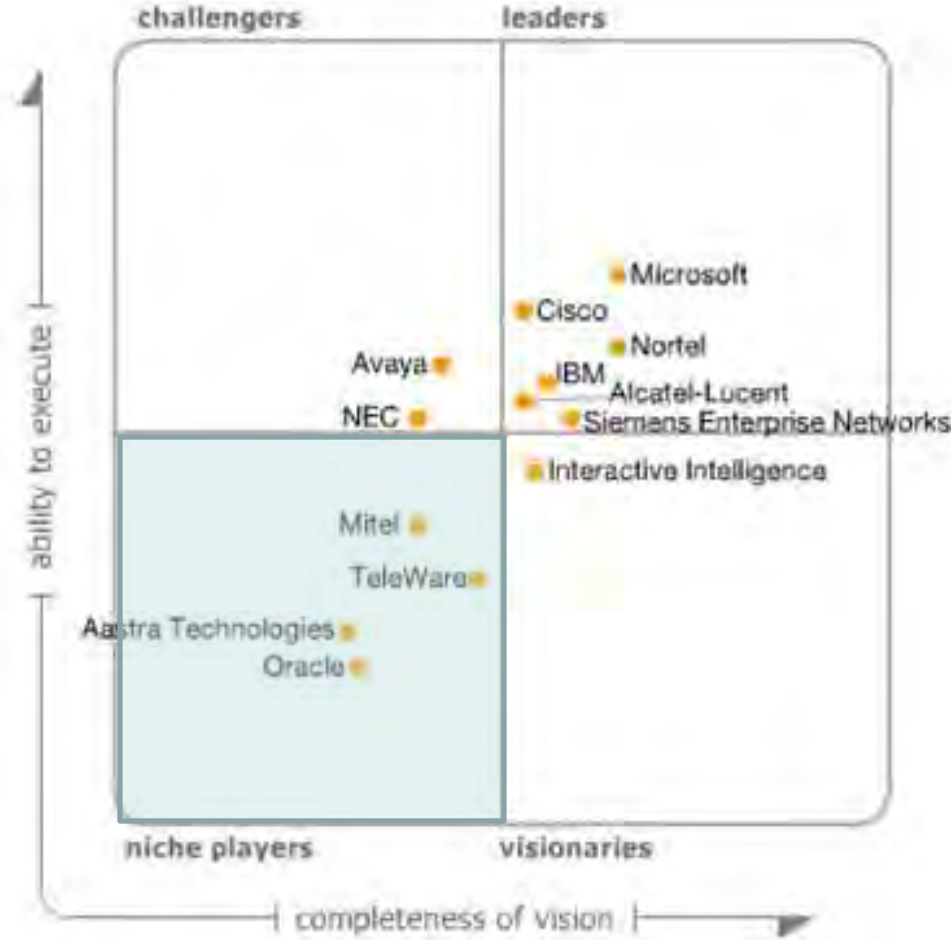 challengers
leaders
Microsoft
Cisco
Nortel
Avaya
IBM
Alcatel-Lucent
NEC
Siemens Enterprise Networks
Interactive Intelligence
Mitel
TeleWare
Aastra Technologies
Oracle
ability to execute
niche players
visionaries
completeness of vision